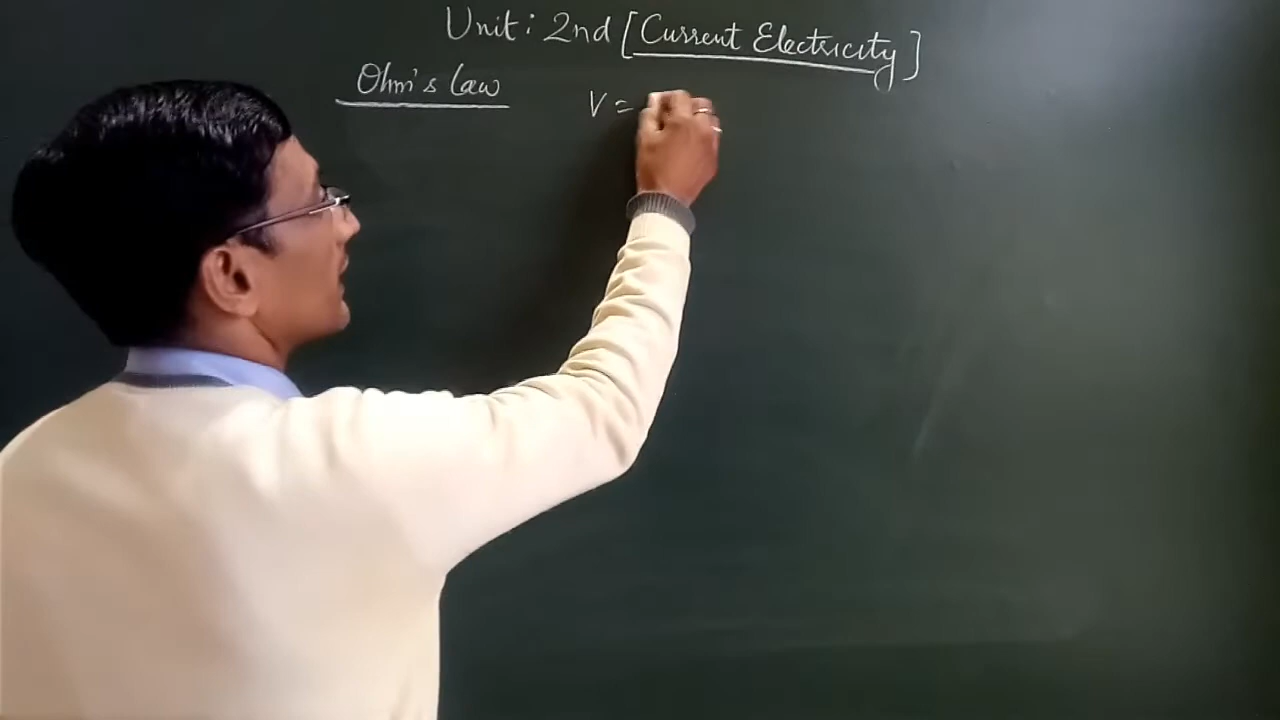 Unit: 2nd [Current Electricity]
Ohm's law
V =